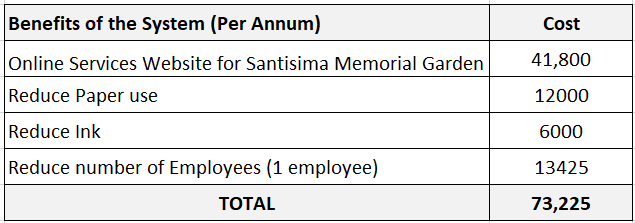 Benefits of the System (Per Annum) Cost
Online Services Website for Santisima Memorial Garden 41,800
Reduce Paper use 12000
Reduce Ink 6000
Reduce number of Employees (1 employee) 13425
TOTAL 73,225